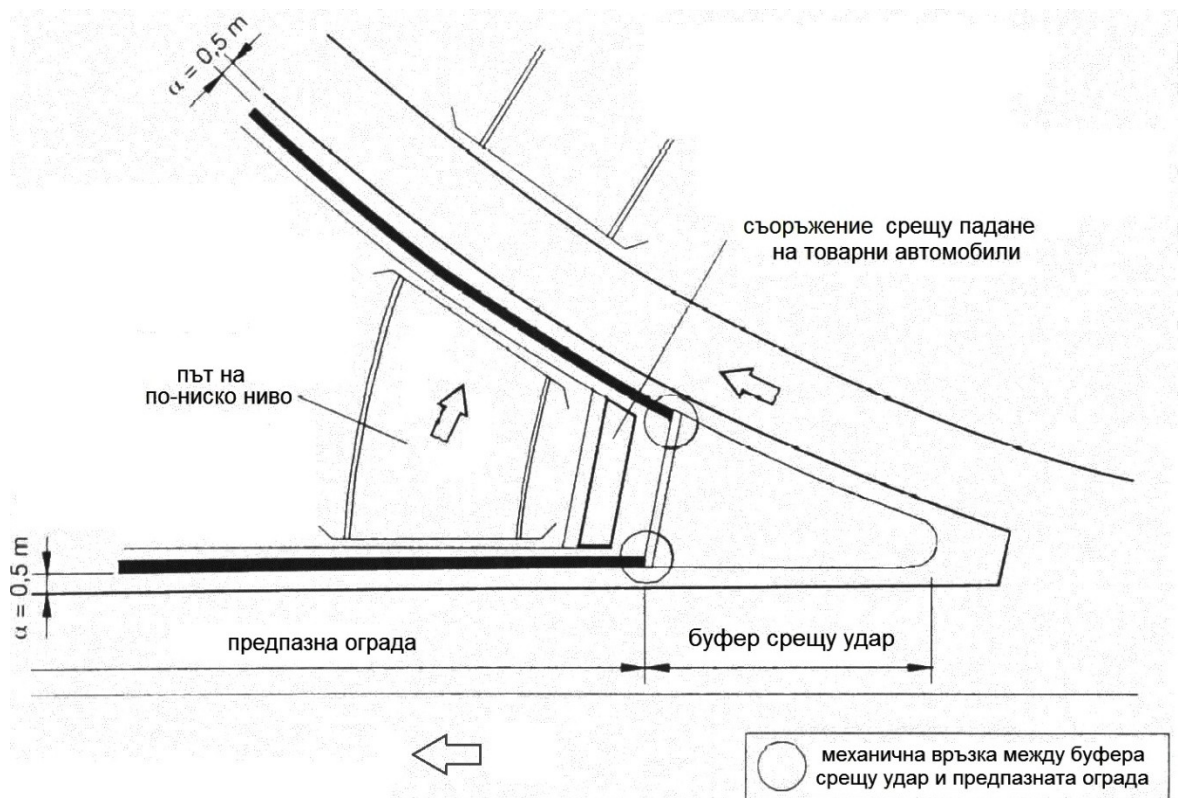 α = 0,5 m
съоръжение срещу падане
на товарни автомобили
път на
по-ниско ниво
α = 0,5 m
предпазна ограда
буфер срещу удар
механична връзка между буфера
срещу удар и предпазната ограда